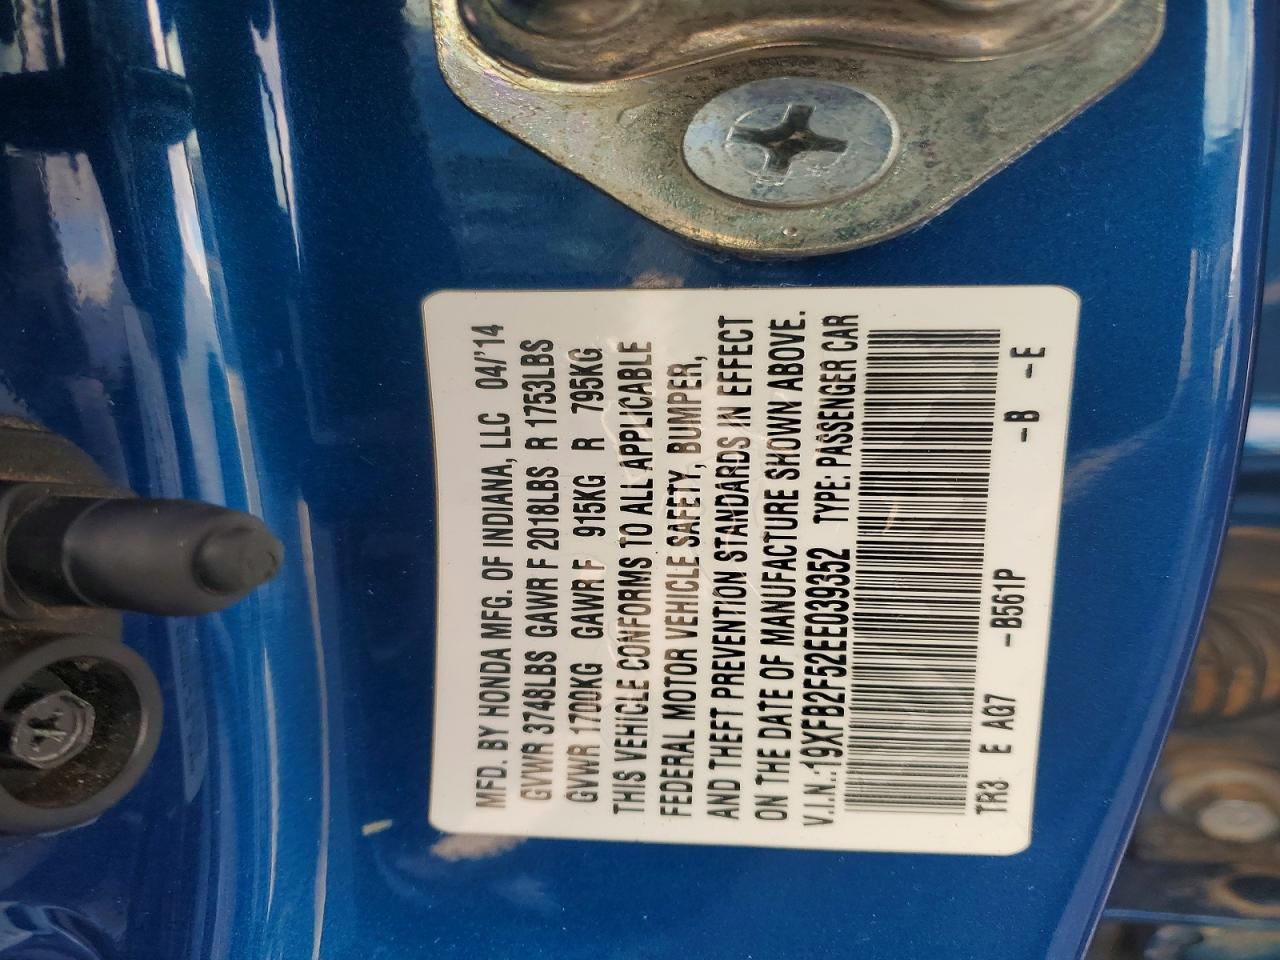 MFD. BY HONDA MFG. OF INDIANA, LLC 04/'14
GVWR 3748LBS GAWR F 2018LBS R 1753LBS
GVWR 1700KG GAWR F 915KG R 795KG
THIS VEHICLE CONFORMS TO ALL APPLICABLE
FEDERAL MOTOR VEHICLE SAFETY, BUMPER,
AND THEFT PREVENTION STANDARDS IN EFFECT
ON THE DATE OF MANUFACTURE SHOWN ABOVE.
V.I.N.:19XFB2F52EE039352 TYPE: PASSENGER CAR
TR3 E AQ7 -B561P -B -E